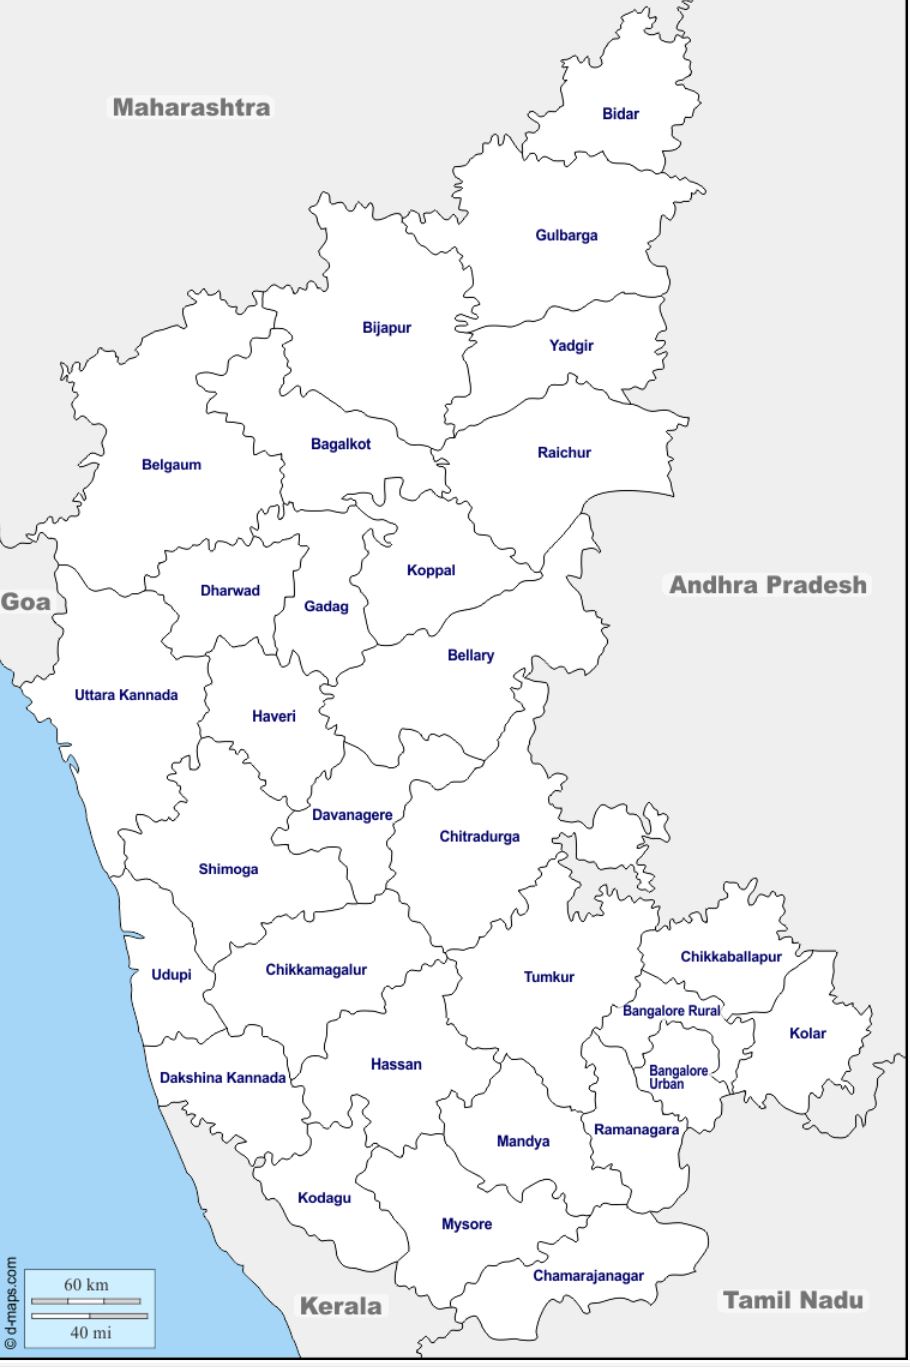 Bidar
Maharashtra
Gulbarga
Bijapur
Yadgir
Bagalkot
Raichur
Belgaum
Koppal
Andhra Pradesh
Dharwad
Goa
Gadag
Bellary
Uttara Kannada
Haveri
Davanagere
Chitradurga
Shimoga
Chikkaballapur
Chikkamagalur
Udupi
Tumkur
Bangalore Rural
Kolar
Hassan
Bangalore
Urban
Dakshina Kannada
Ramanagara
Mandya
Kodagu
Mysore
Chamarajanagar
Tamil Nadu
Kerala
60 km
40 mi
© d-maps.com